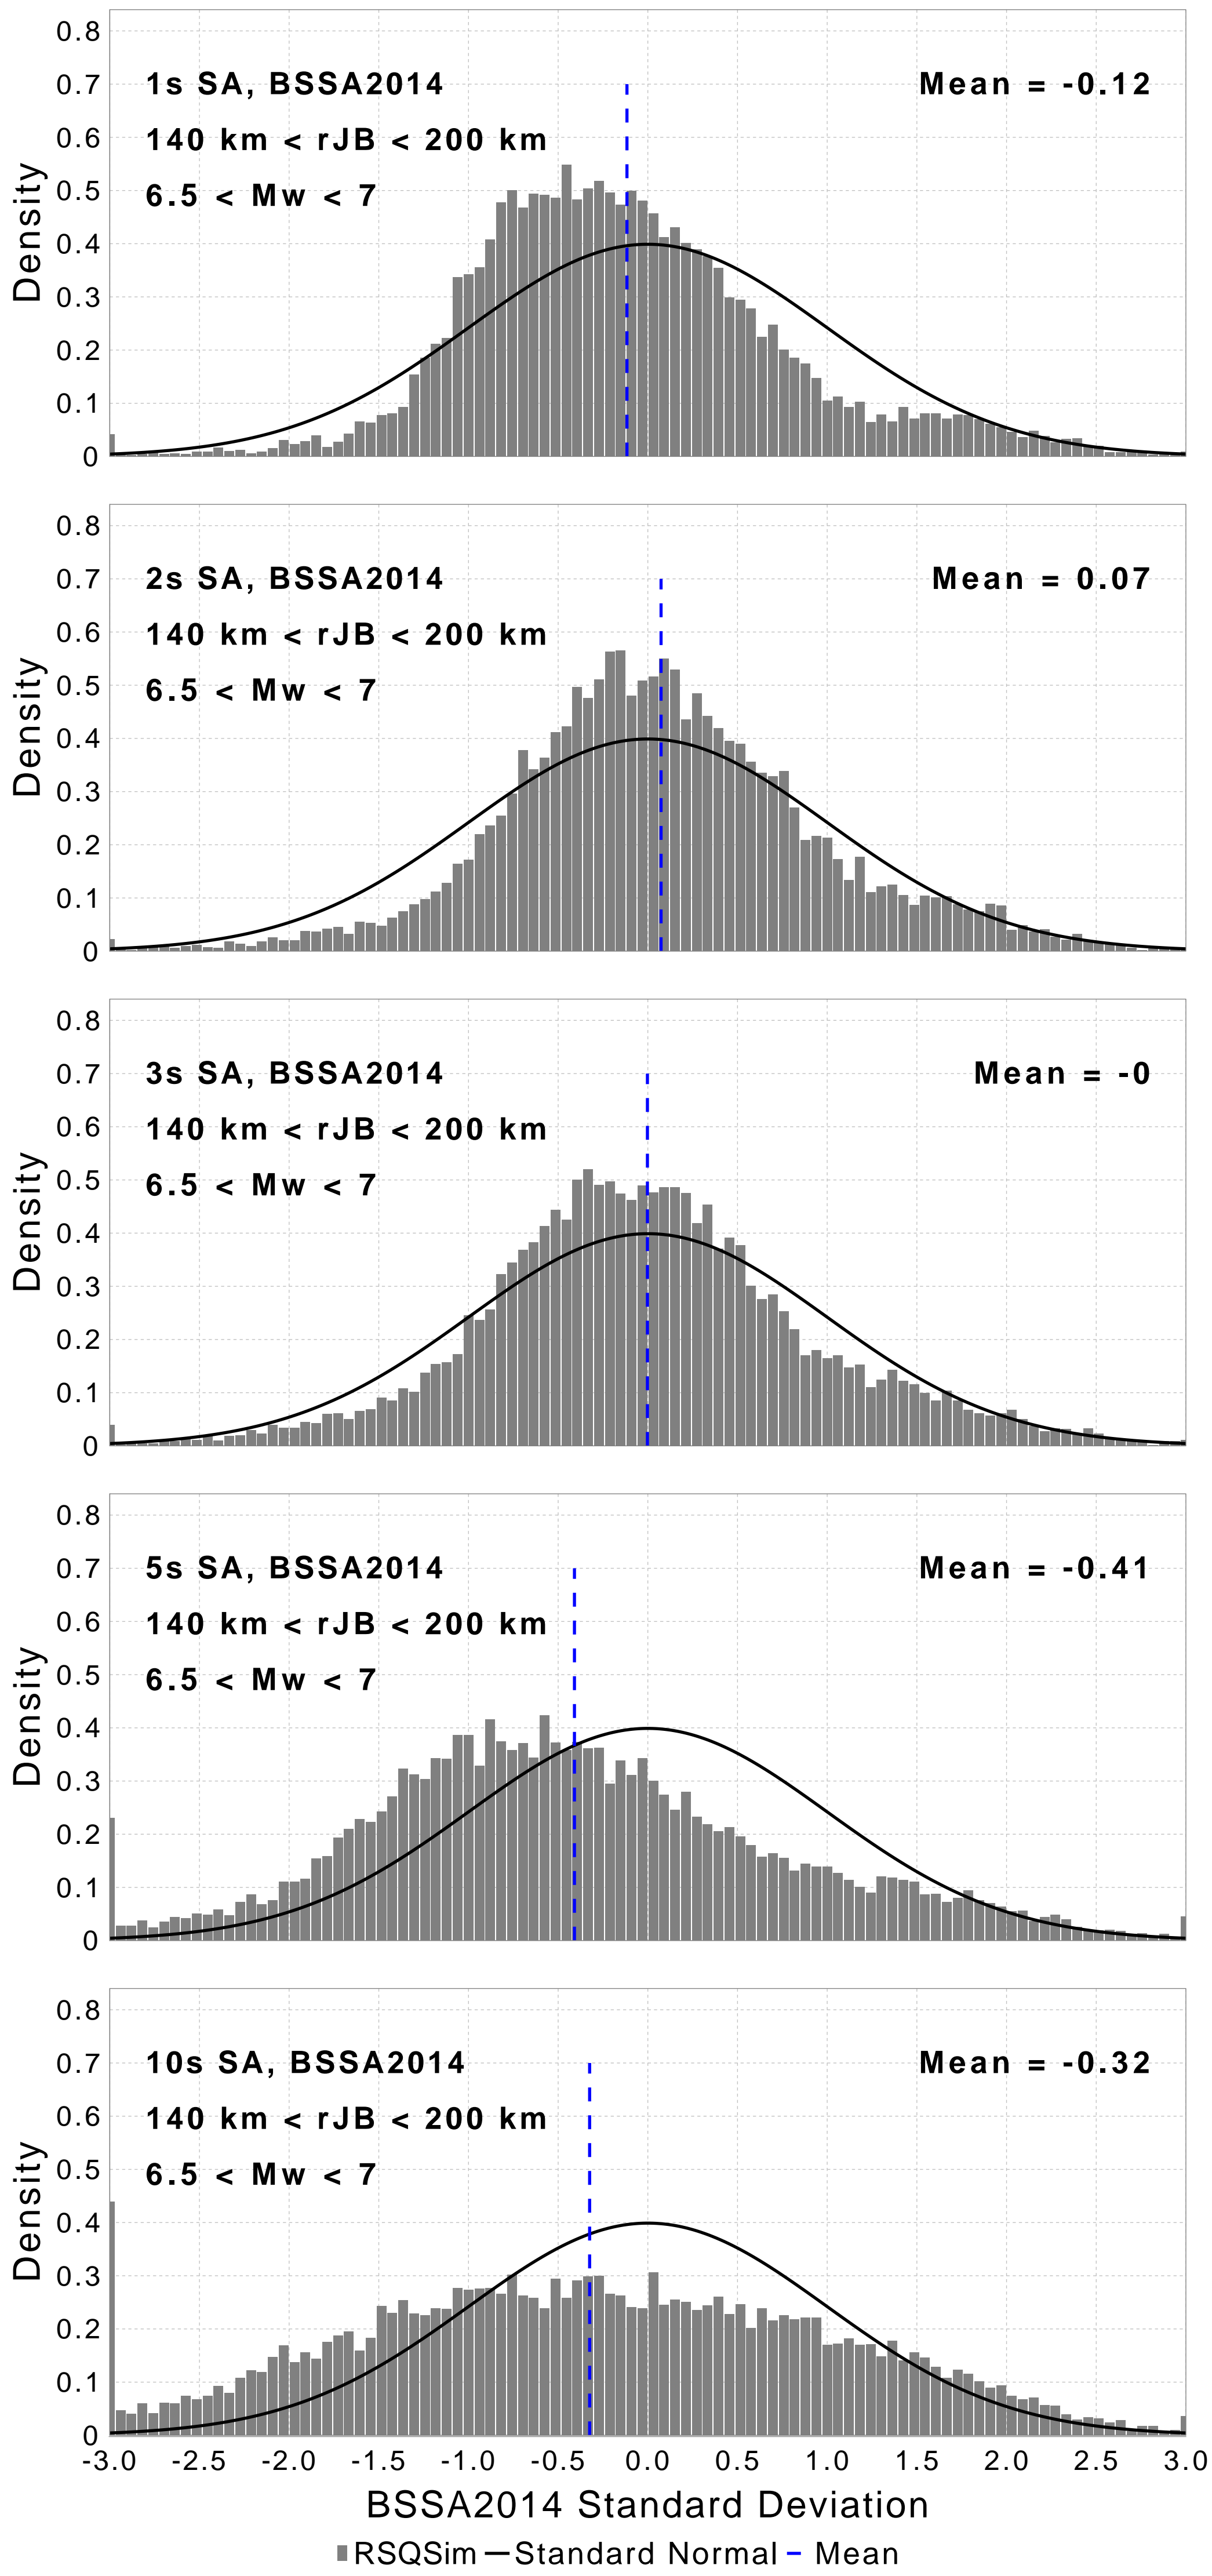 0.8
1s SA, BSSA2014 Mean = -0.12
0.7
140 km < rJB < 200 km
0.6
6.5 < Mw < 7
0.5
0.4
0.3
0.2
0.1
0
Density
0.8
2s SA, BSSA2014 Mean = 0.07
0.7
140 km < rJB < 200 km
0.6
6.5 < Mw < 7
0.5
0.4
0.3
0.2
0.1
0
Density
0.8
3s SA, BSSA2014 Mean = -0
0.7
140 km < rJB < 200 km
0.6
6.5 < Mw < 7
0.5
0.4
0.3
0.2
0.1
0
Density
0.8
5s SA, BSSA2014 Mean = -0.41
0.7
140 km < rJB < 200 km
0.6
6.5 < Mw < 7
0.5
0.4
0.3
0.2
0.1
0
Density
0.8
10s SA, BSSA2014 Mean = -0.32
0.7
140 km < rJB < 200 km
0.6
6.5 < Mw < 7
0.5
0.4
0.3
0.2
0.1
0
Density
-3.0 -2.5 -2.0 -1.5 -1.0 -0.5 0.0 0.5 1.0 1.5 2.0 2.5 3.0
BSSA2014 Standard Deviation
RSQSim Standard Normal Mean